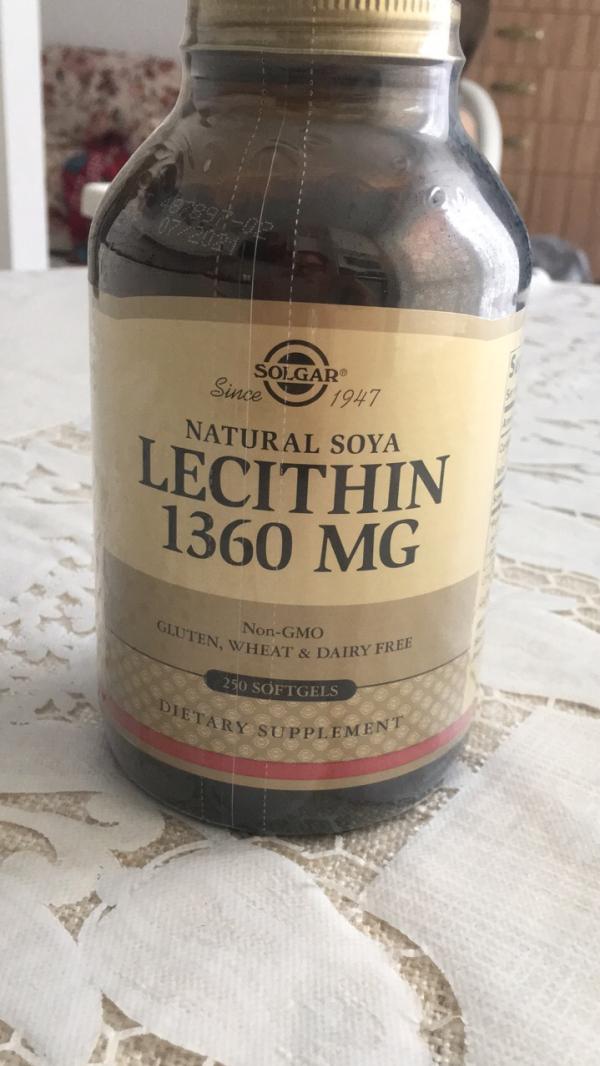 07/2021
SOLGAR®
Since 1947
NATURAL SOYA
LECITHIN
1360 MG
Non-GMO
GLUTEN, WHEAT & DAIRY FREE
250 SOFTGELS
DIETARY SUPPLEMENT